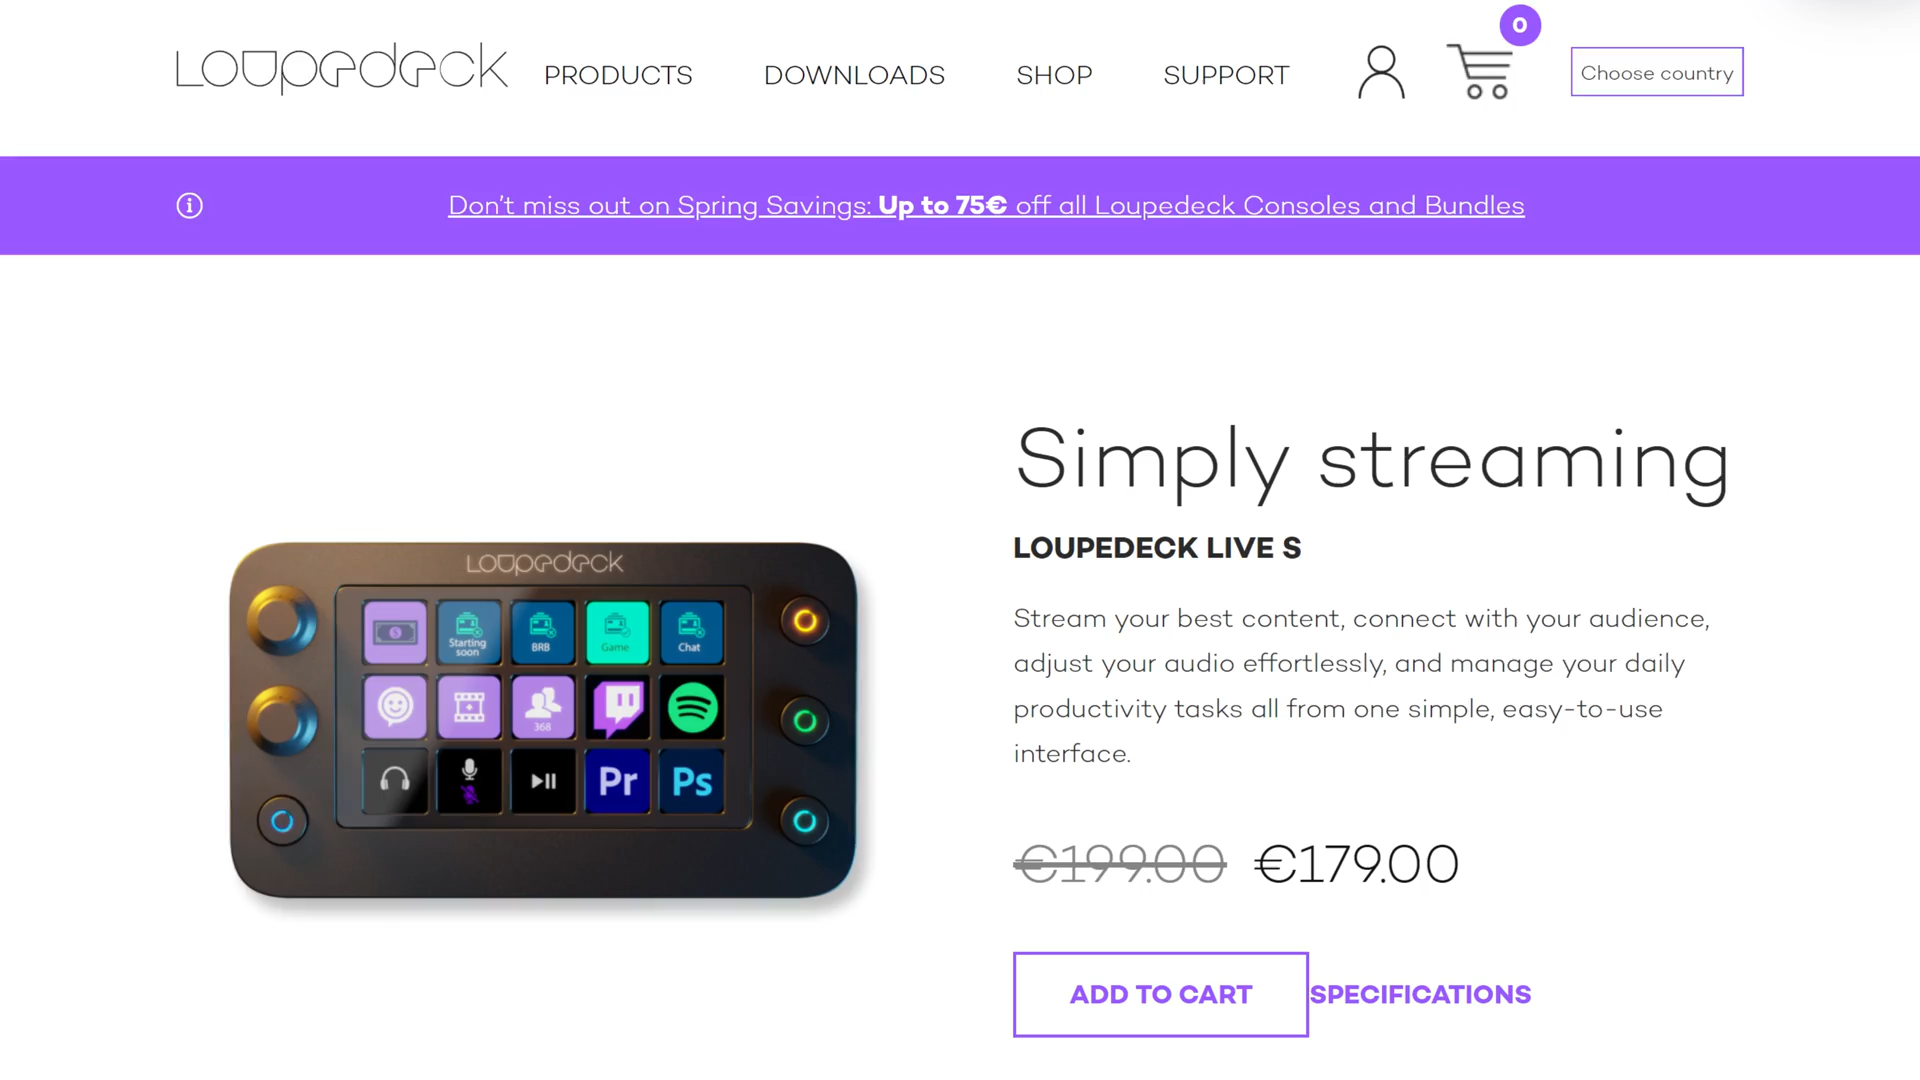 Loupedeck PRODUCTS DOWNLOADS SHOP SUPPORT 0 Choose country
Don't miss out on Spring Savings: Up to 75€ off all Loupedeck Consoles and Bundles
Simply streaming
LOUPEDECK LIVE S
Stream your best content, connect with your audience,
adjust your audio effortlessly, and manage your daily
productivity tasks all from one simple, easy-to-use
interface.
€199.00 €179.00
ADD TO CART SPECIFICATIONS
Loupedeck
Starting
soon
BRB
Game
Chat
368
Pr
Ps